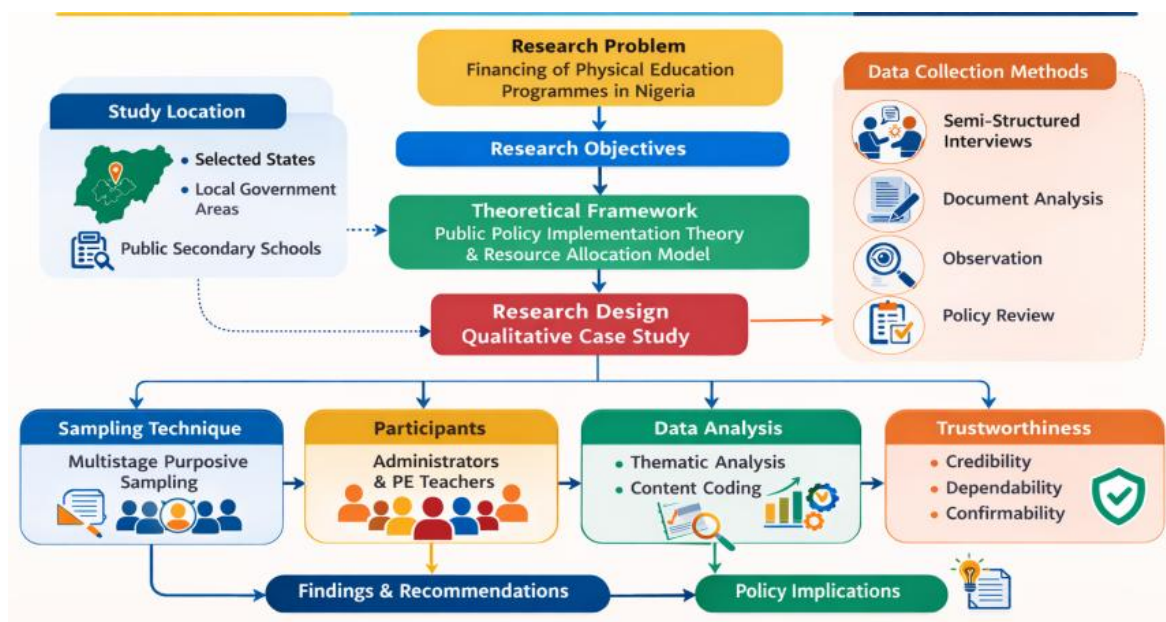 Research Problem
Financing of Physical Education
Programmes in Nigeria
Study Location
Selected States
Local Government
Areas
Public Secondary Schools
Research Objectives
Theoretical Framework
Public Policy Implementation Theory
& Resource Allocation Model
Research Design
Qualitative Case Study
Data Collection Methods
Semi-Structured
Interviews
Document Analysis
Observation
Policy Review
Sampling Technique
Multistage Purposive
Sampling
Participants
Administrators
& PE Teachers
Data Analysis
Thematic Analysis
Content Coding
Trustworthiness
Credibility
Dependability
Confirmability
Findings & Recommendations
Policy Implications